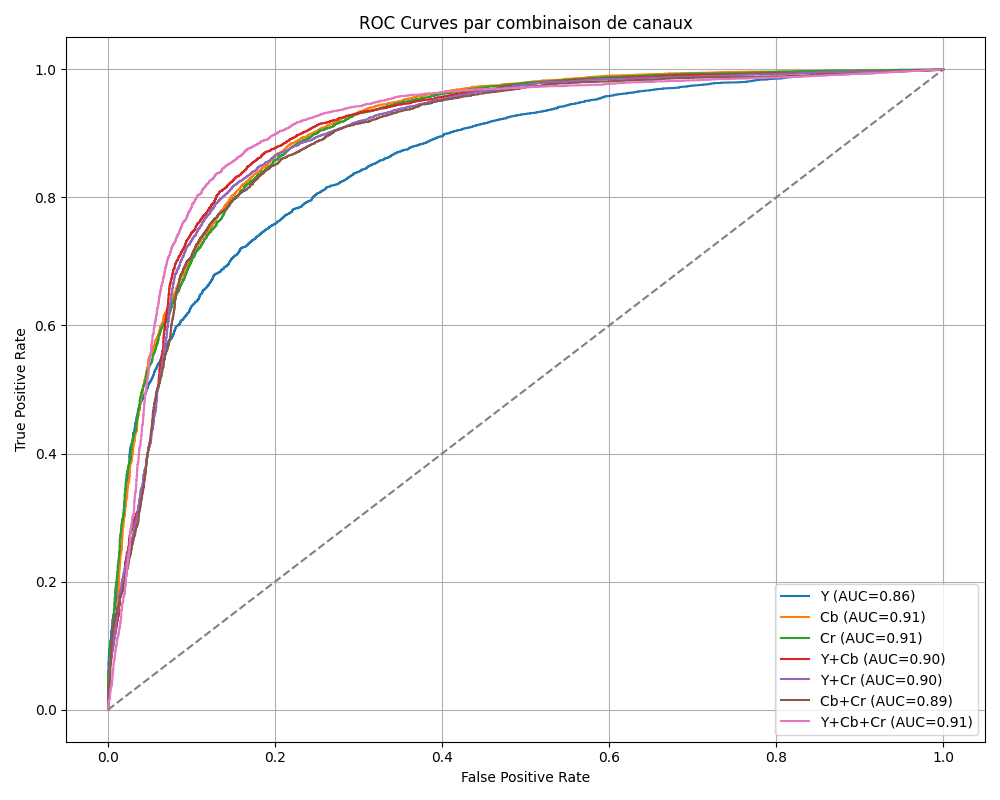 ROC Curves par combinaison de canaux
True Positive Rate
1.0
0.8
0.6
0.4
0.2
0.0
0.0 0.2 0.4 0.6 0.8 1.0
False Positive Rate
Y (AUC=0.86)
Cb (AUC=0.91)
Cr (AUC=0.91)
Y+Cb (AUC=0.90)
Y+Cr (AUC=0.90)
Cb+Cr (AUC=0.89)
Y+Cb+Cr (AUC=0.91)